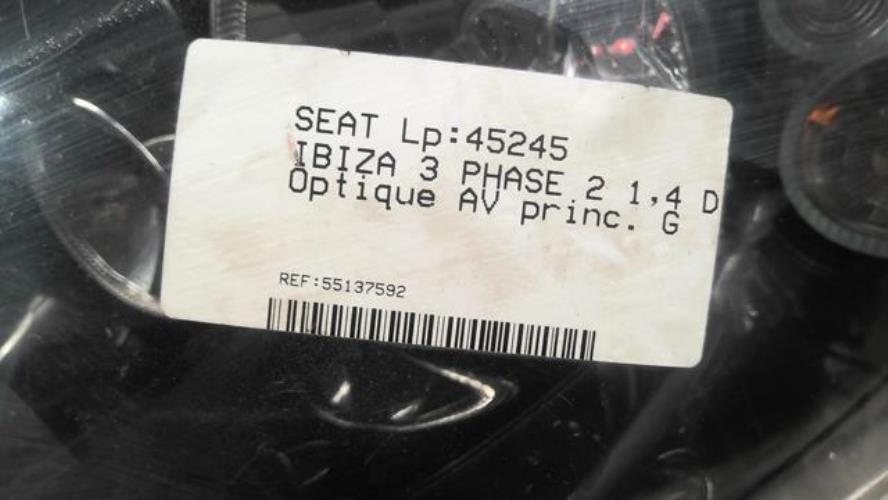 SEAT Lp:45245
IBIZA 3 PHASE 2 1,4 D
Optique AV princ. G
REF:55137592